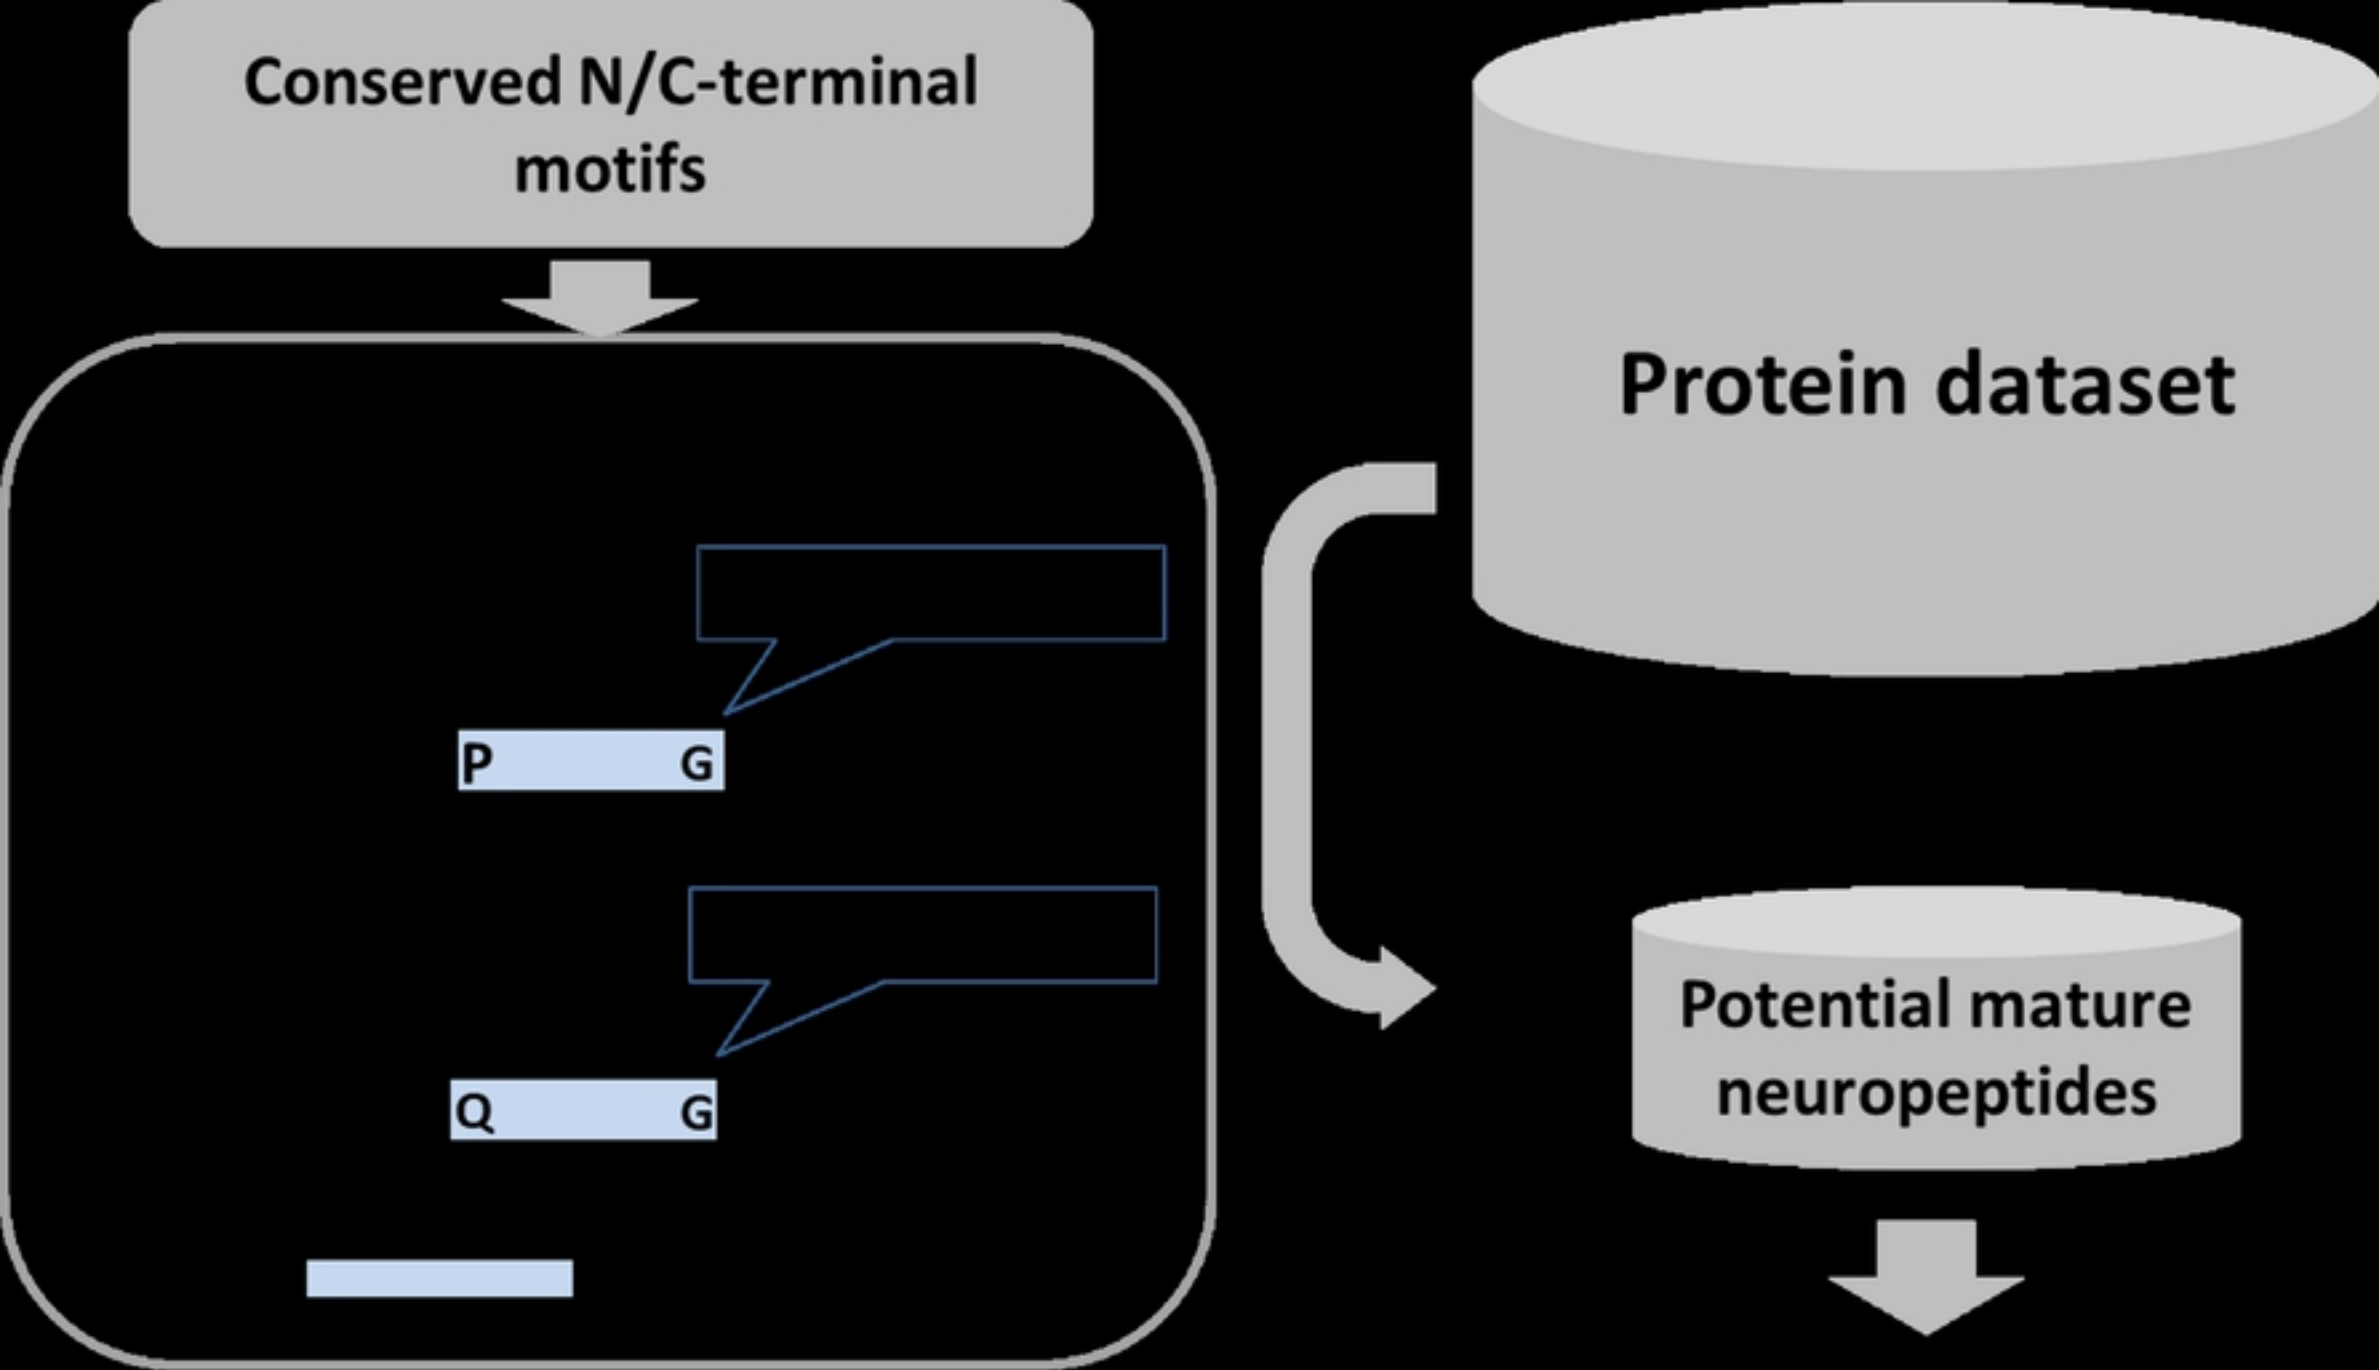 Conserved N/C-terminal
motifs
Protein dataset
P G
Q G
Potential mature
neuropeptides